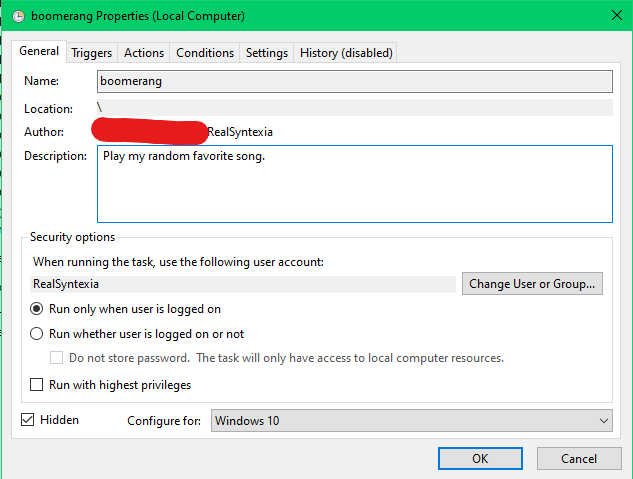 boomerang Properties (Local Computer)
General Triggers Actions Conditions Settings History (disabled)
Name: boomerang
Location: \
Author: RealSyntexia
Description: Play my random favorite song.
Security options
When running the task, use the following user account:
RealSyntexia Change User or Group...
Run only when user is logged on
Run whether user is logged on or not
Do not store password. The task will only have access to local computer resources.
Run with highest privileges
Hidden Configure for: Windows 10
OK Cancel